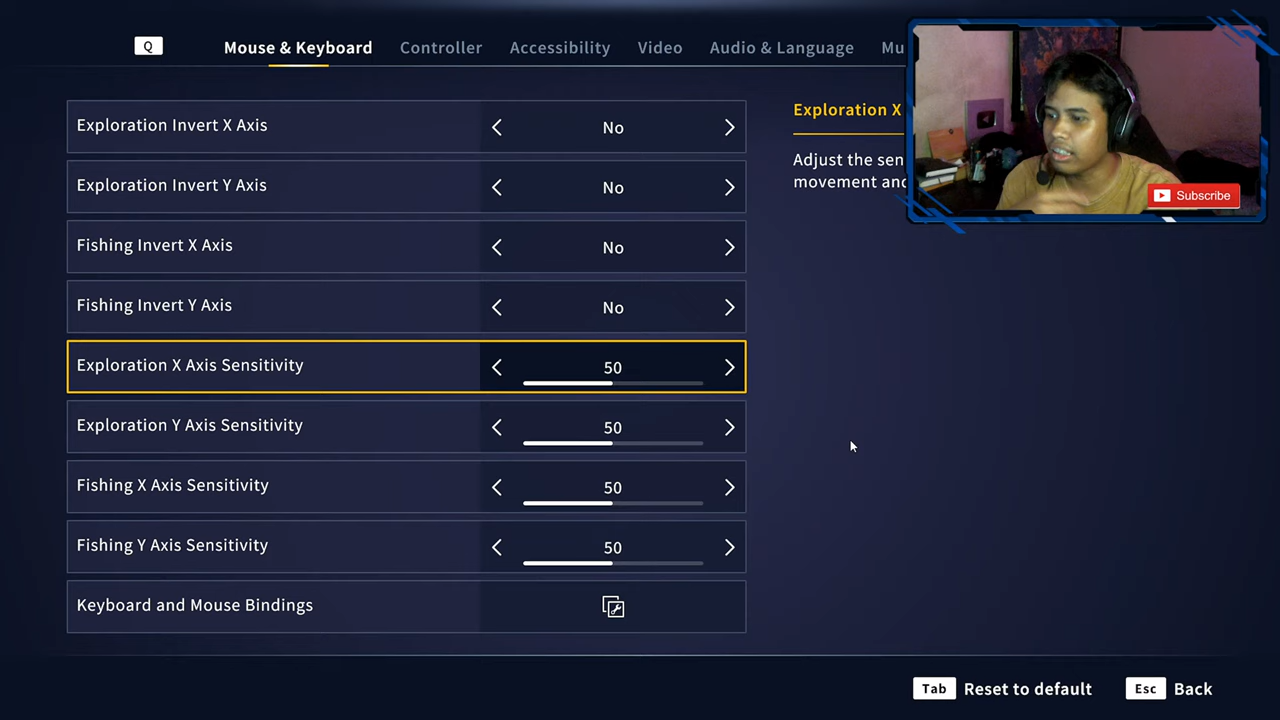 Q
Mouse & Keyboard
Controller
Accessibility
Video
Audio & Language
Mu
Exploration Invert X Axis
No
Exploration Invert Y Axis
No
Fishing Invert X Axis
No
Fishing Invert Y Axis
No
Exploration X Axis Sensitivity
50
Exploration Y Axis Sensitivity
50
Fishing X Axis Sensitivity
50
Fishing Y Axis Sensitivity
50
Keyboard and Mouse Bindings
Exploration X
Adjust the sen
movement and
Subscribe
Tab Reset to default
Esc Back